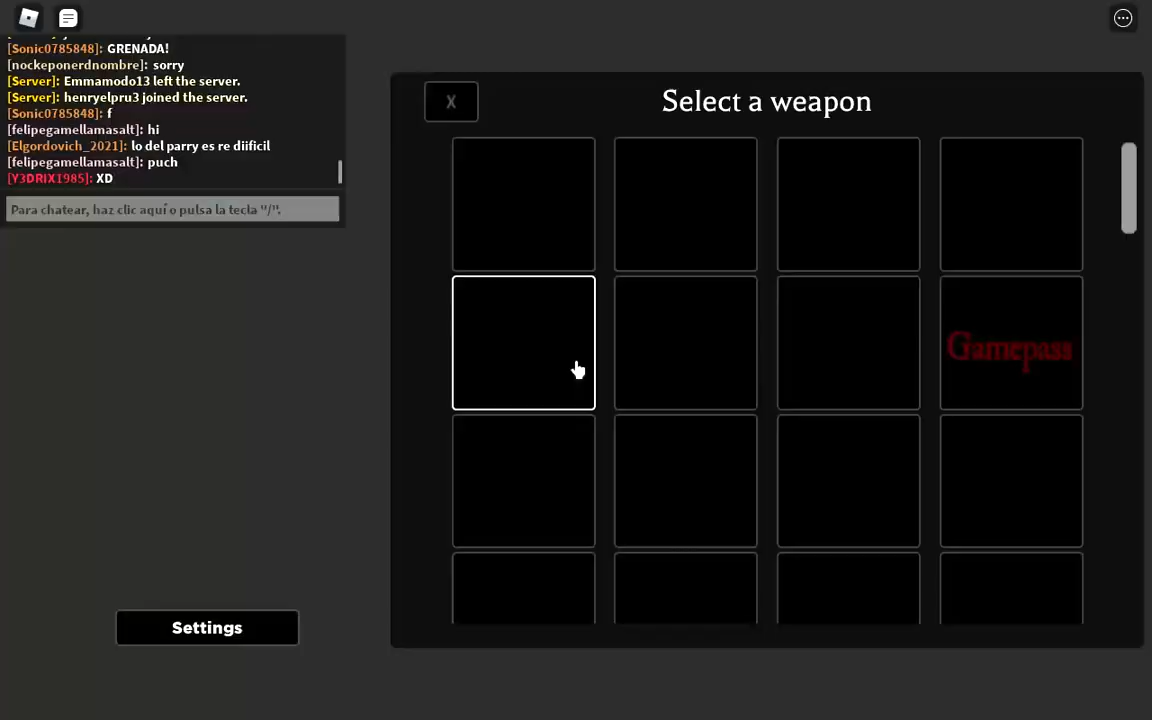 [Sonic0785848]: GRENADA!
[nockeponerdnombre]: sorry
[Server]: Emmamodo13 left the server.
[Server]: henryelpru3 joined the server.
[Sonic0785848]: f
[felipegamellamasalt]: hi
[Elgordovich_2021]: lo del parry es re diificil
[felipegamellamasalt]: puch
[Y3DRIX1985]: XD
Para chatear, haz clic aquí o pulsa la tecla "/".
X
Select a weapon
Gamepass
Settings